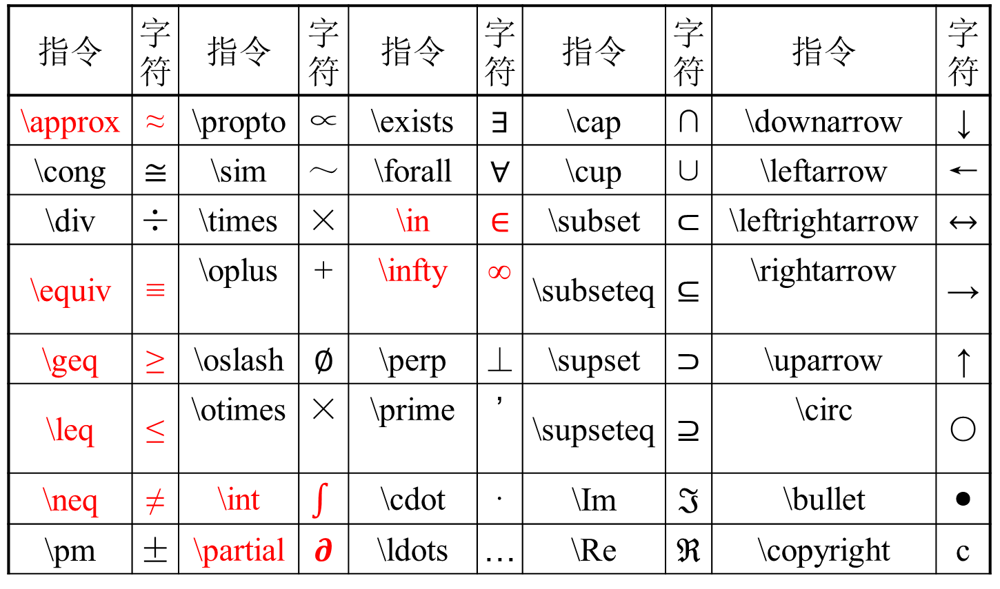 指令 字符 指令 字符 指令 字符 指令 字符 指令 字符
\approx ≈ \propto ∝ \exists ∃ \cap ∩ \downarrow ↓
\cong ≅ \sim ～ \forall ∀ \cup ∪ \leftarrow ←
\div ÷ \times × \in ∈ \subset ⊂ \leftrightarrow ↔
\equiv ≡ \oplus + \infty ∞ \subseteq ⊆ \rightarrow →
\geq ≥ \oslash ∅ \perp ⊥ \supset ⊃ \uparrow ↑
\leq ≤ \otimes × \prime ’ \supseteq ⊇ \circ ○
\neq ≠ \int ∫ \cdot · \Im ℑ \bullet ●
\pm ± \partial ∂ \ldots … \Re ℜ \copyright c